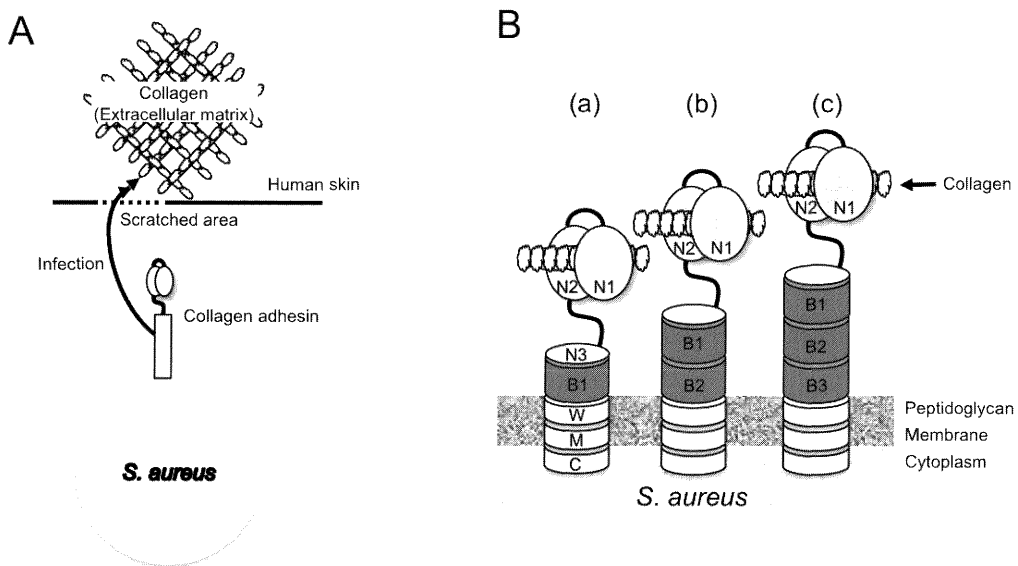 A
Collagen
(Extracellular matrix)
Human skin
Scratched area
Infection
Collagen adhesin
S. aureus
B
(a)
(b)
(c)
N2 N1
N3
B1
W
M
C
N2 N1
B1
B2
N2 N1
B1
B2
B3
Collagen
Peptidoglycan
Membrane
Cytoplasm
S. aureus